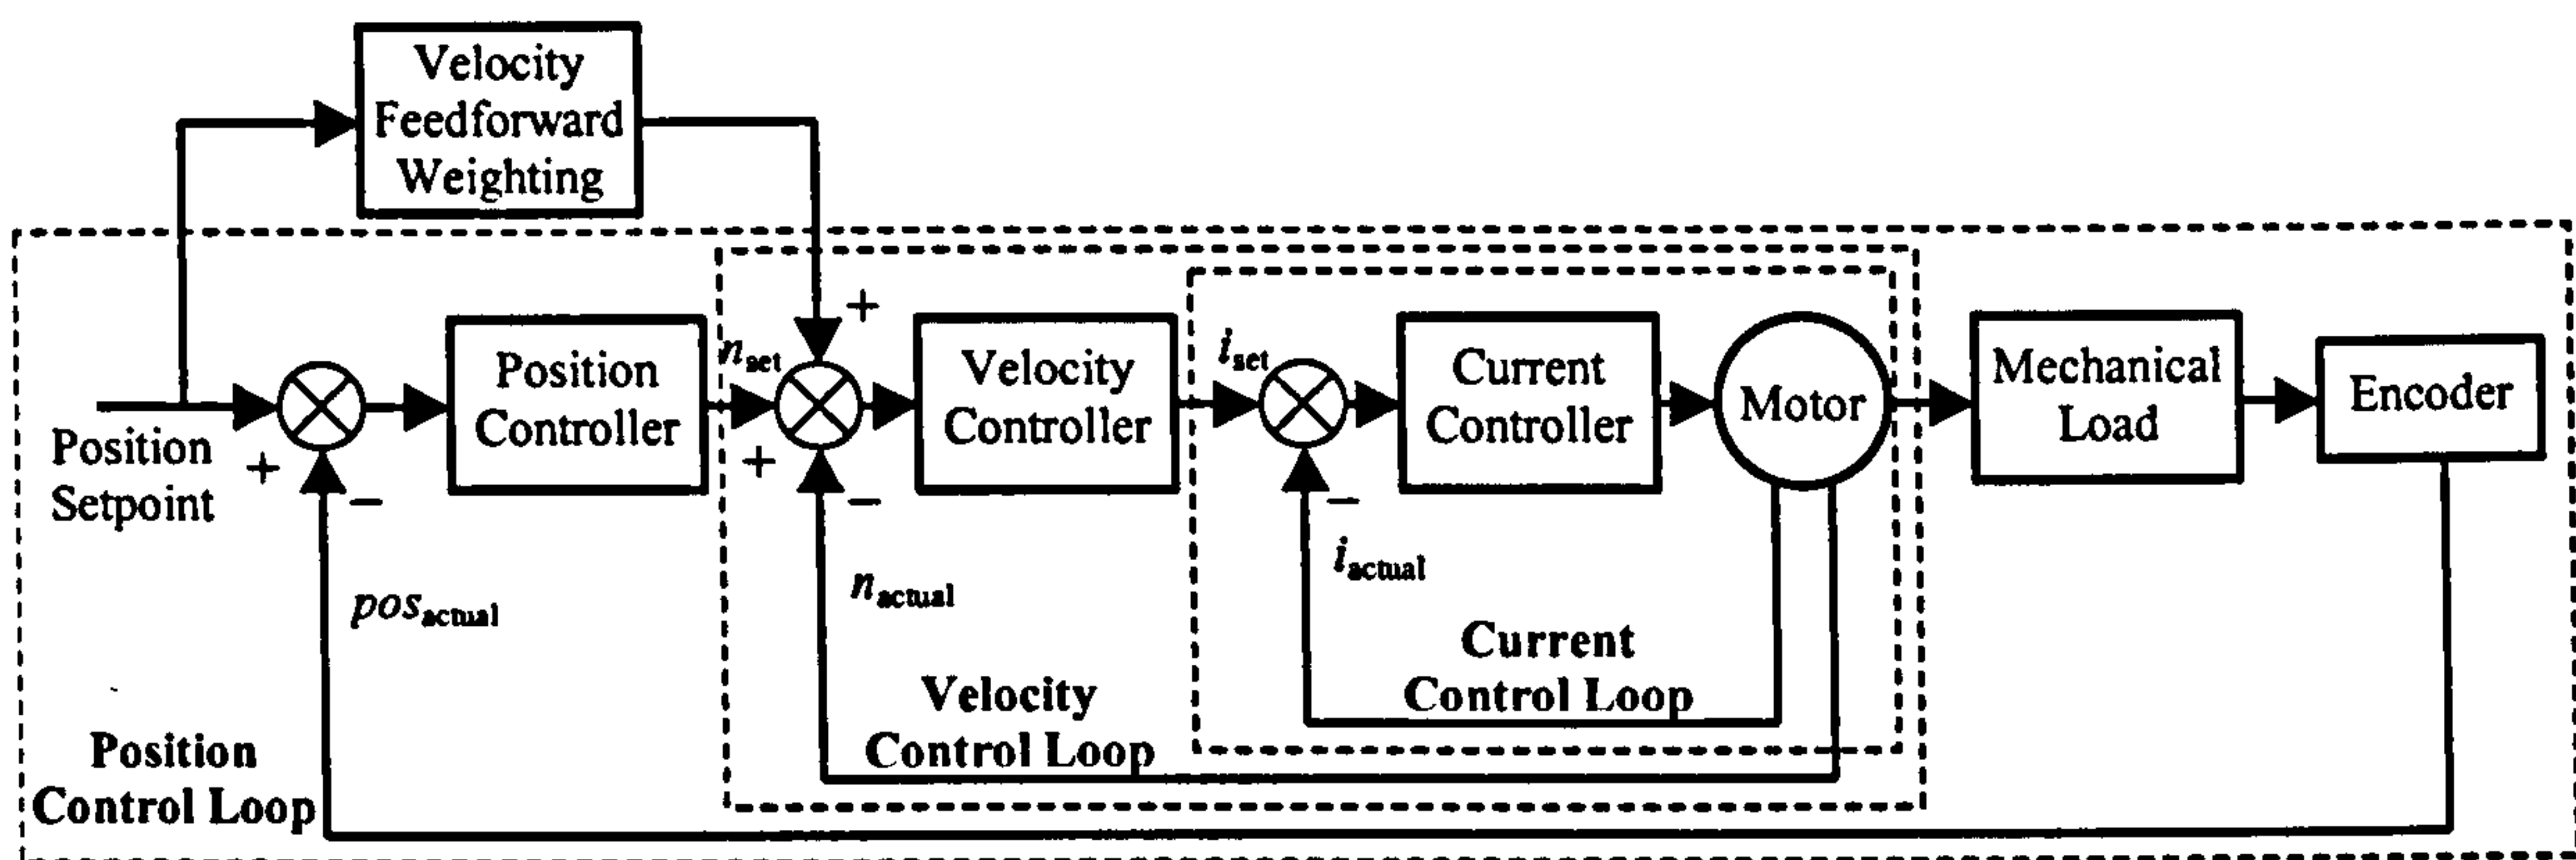 Velocity
Feedforward
Weighting
+
n_set
Position
Controller
Velocity
Controller
i_set
Current
Controller
Motor
Mechanical
Load
Encoder
Position
Setpoint
+
−
+
−
−
pos_actual
n_actual
i_actual
Current
Control Loop
Velocity
Control Loop
Position
Control Loop